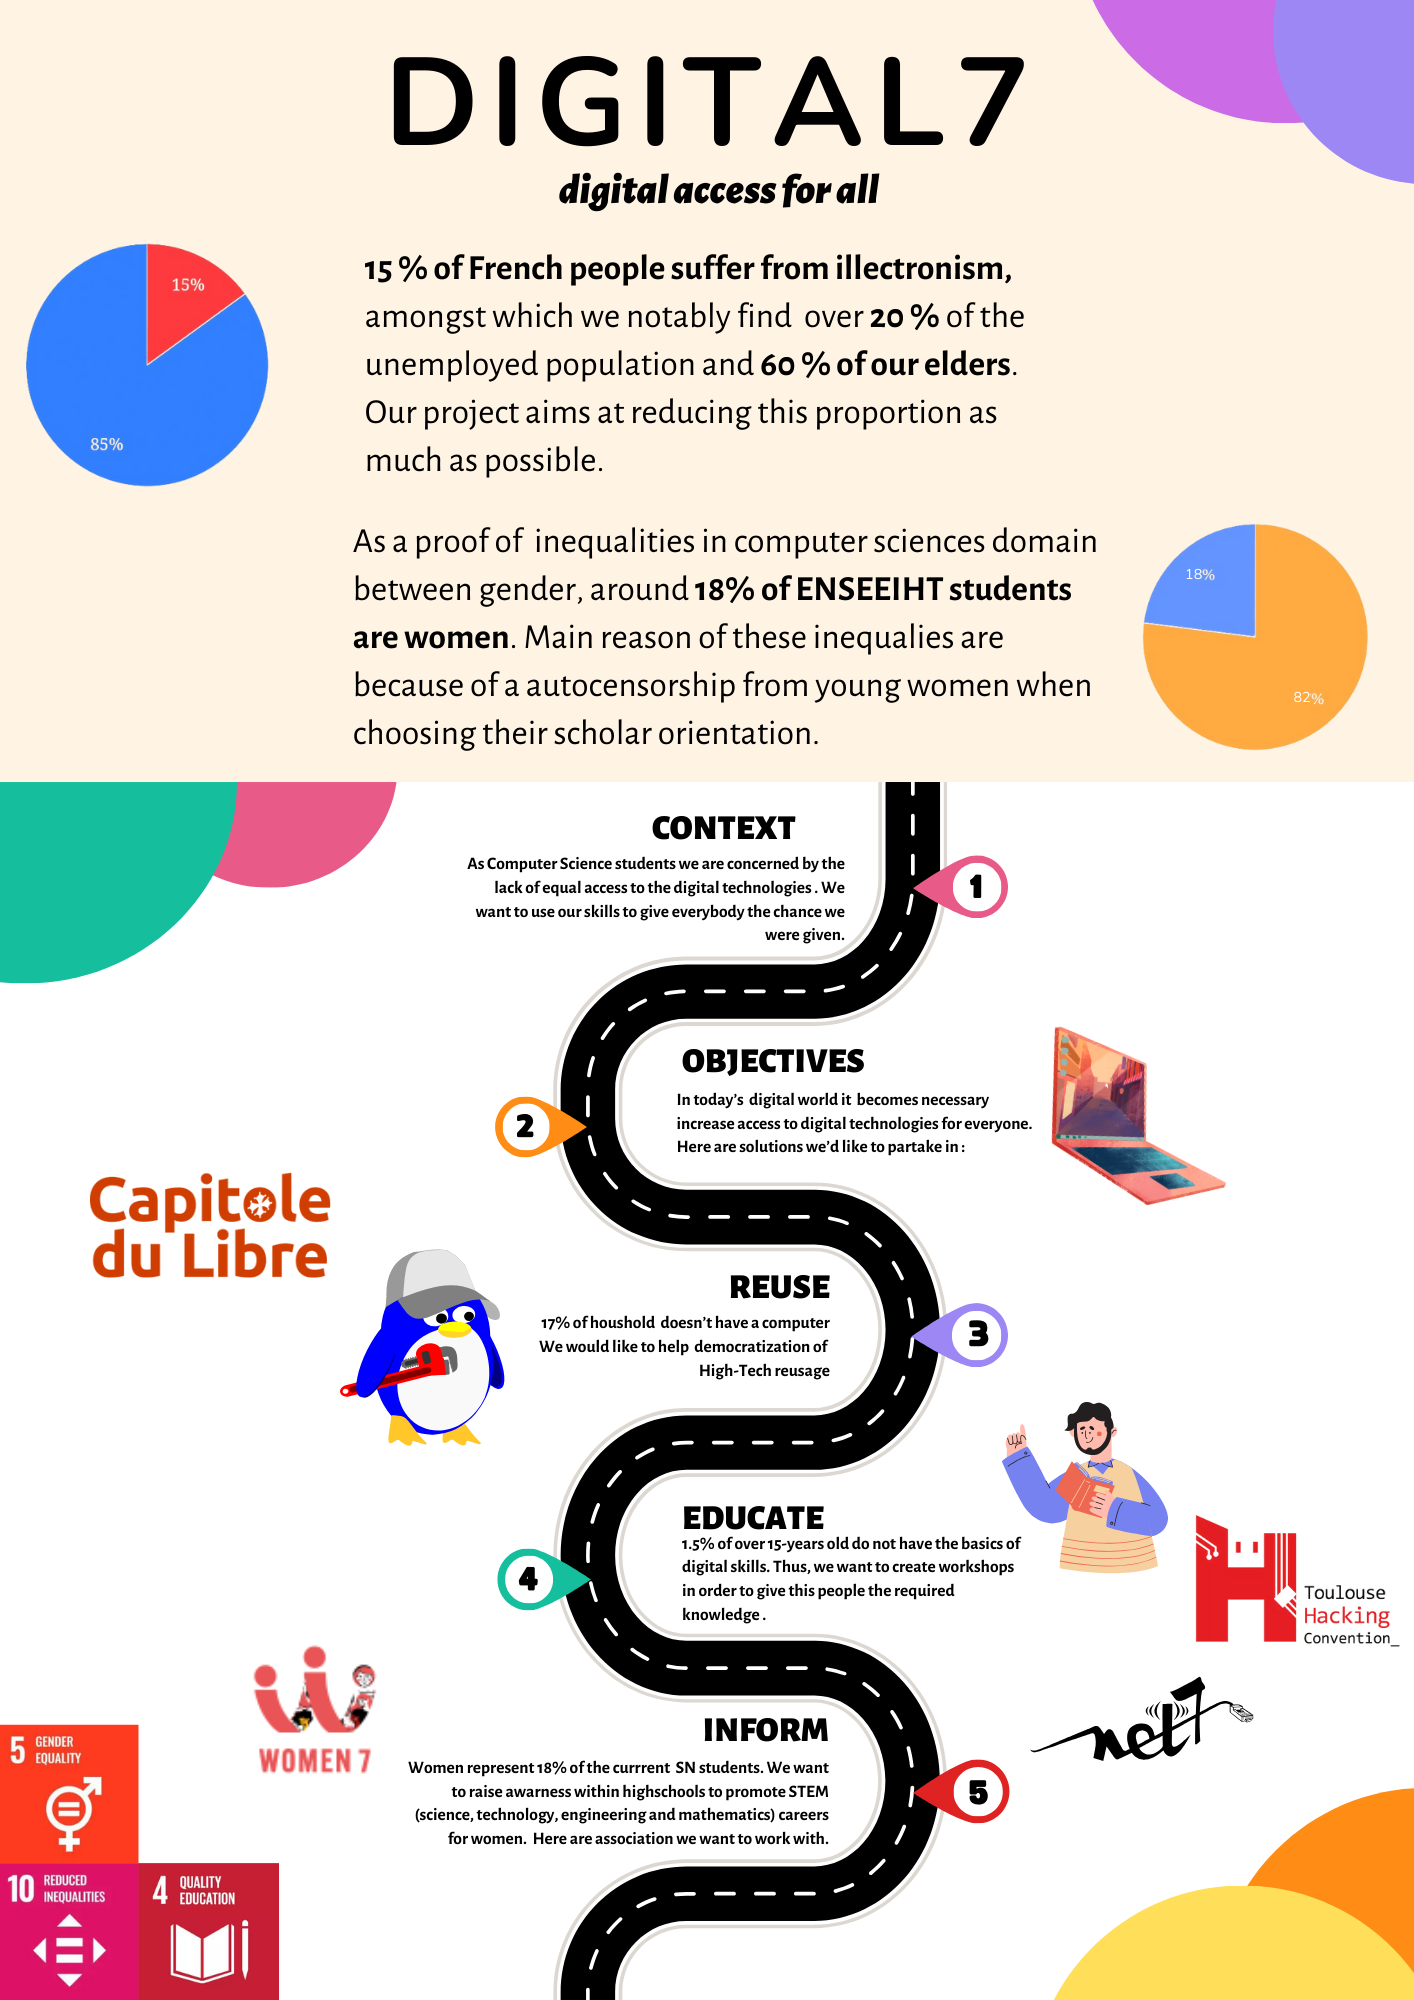 DIGITAL7
digital access for all
15%
85%
15 % of French people suffer from illectronism,
amongst which we notably find over 20 % of the
unemployed population and 60 % of our elders.
Our project aims at reducing this proportion as
much as possible.
As a proof of inequalities in computer sciences domain
between gender, around 18% of ENSEEIHT students
are women. Main reason of these inequalies are
because of a autocensorship from young women when
choosing their scholar orientation.
18%
82%
CONTEXT
As Computer Science students we are concerned by the
lack of equal access to the digital technologies . We
want to use our skills to give everybody the chance we
were given.
1
OBJECTIVES
In today's digital world it becomes necessary
increase access to digital technologies for everyone.
Here are solutions we'd like to partake in :
2
Capitole
du Libre
REUSE
17% of houshold doesn't have a computer
We would like to help democratization of
High-Tech reusage
3
EDUCATE
1.5% of over 15-years old do not have the basics of
digital skills. Thus, we want to create workshops
in order to give this people the required
knowledge .
4
Toulouse
Hacking
Convention_
net7
WOMEN 7
INFORM
Women represent 18% of the currrent SN students. We want
to raise awarness within highschools to promote STEM
(science, technology, engineering and mathematics) careers
for women. Here are association we want to work with.
5
5 GENDER
EQUALITY
10 REDUCED
INEQUALITIES
4 QUALITY
EDUCATION